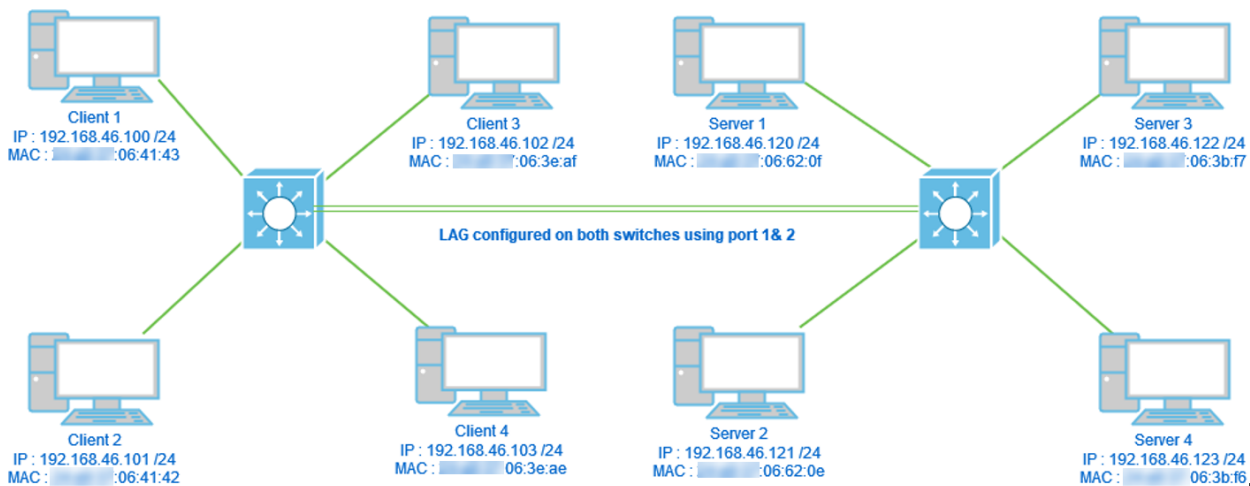 Client 1
IP : 192.168.46.100 /24
MAC : :06:41:43
Client 3
IP : 192.168.46.102 /24
MAC : :06:3e:af
Server 1
IP : 192.168.46.120 /24
MAC : :06:62:0f
Server 3
IP : 192.168.46.122 /24
MAC : :06:3b:f7
LAG configured on both switches using port 1& 2
Client 2
IP : 192.168.46.101 /24
MAC : :06:41:42
Client 4
IP : 192.168.46.103 /24
MAC : 06:3e:ae
Server 2
IP : 192.168.46.121 /24
MAC : :06:62:0e
Server 4
IP : 192.168.46.123 /24
MAC : 06:3b:f6